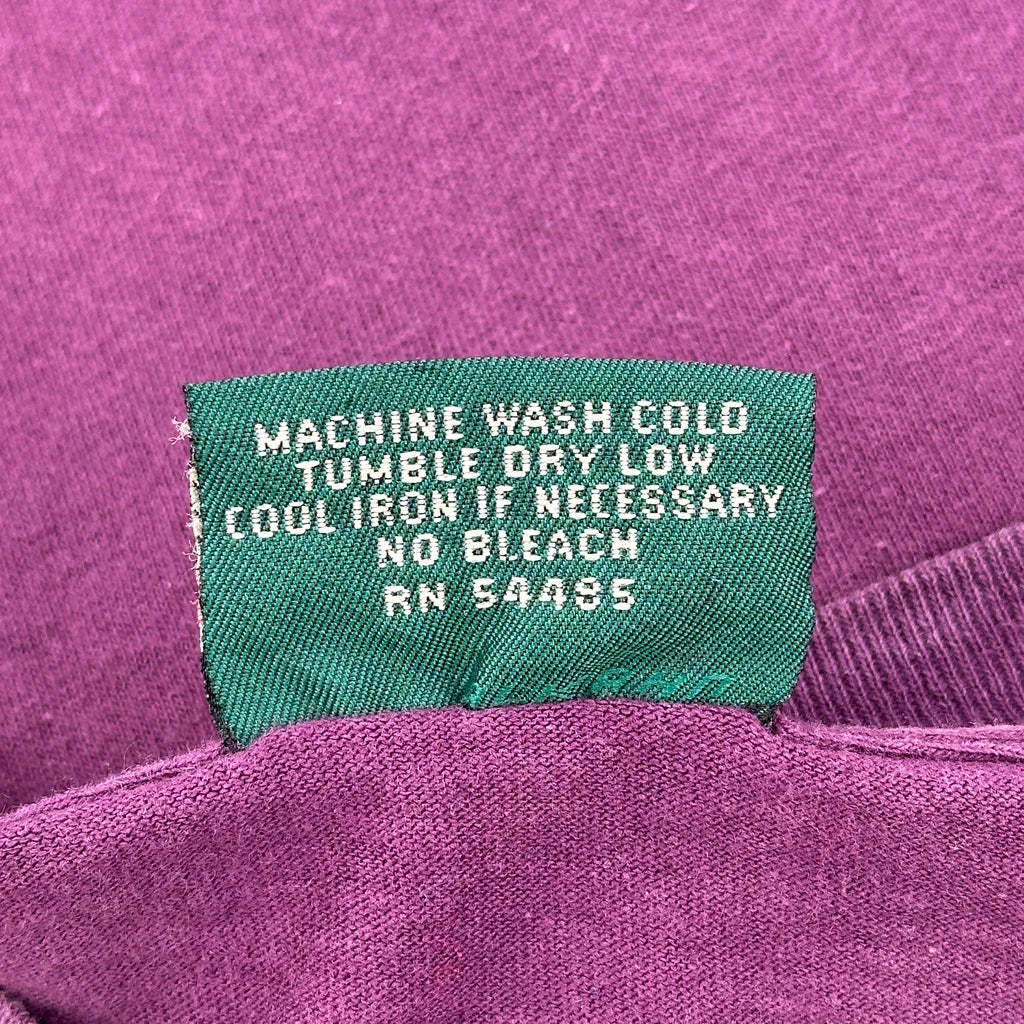 MACHINE WASH COLD
TUMBLE DRY LOW
COOL IRON IF NECESSARY
NO BLEACH
RN 54485